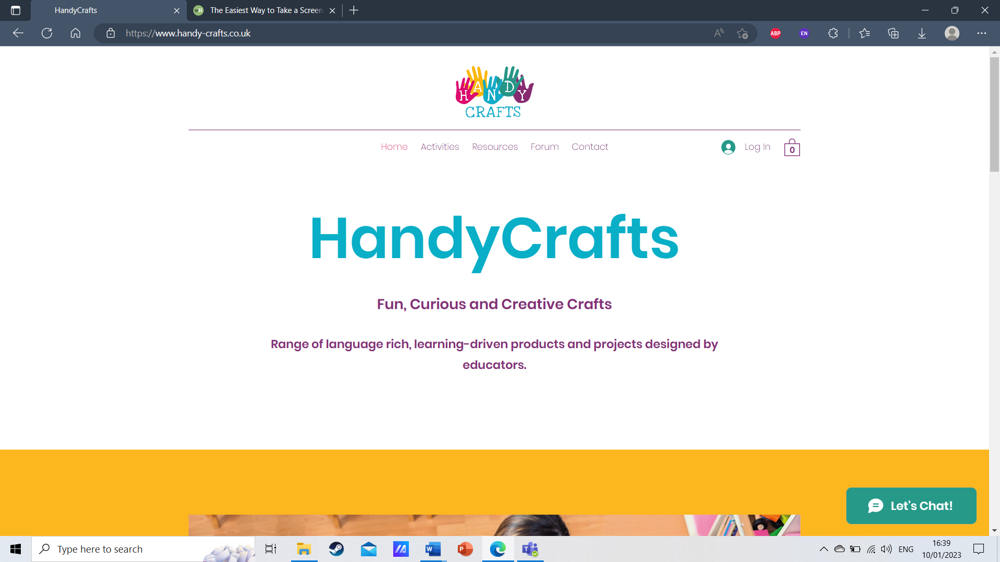 HandyCrafts
The Easiest Way to Take a Screen
https://www.handy-crafts.co.uk
ABP
EN
HANDY
CRAFTS
Home Activities Resources Forum Contact Log In 0
HandyCrafts
Fun, Curious and Creative Crafts
Range of language rich, learning-driven products and projects designed by
educators.
Let's Chat!
Type here to search
ENG
16:39
10/01/2023